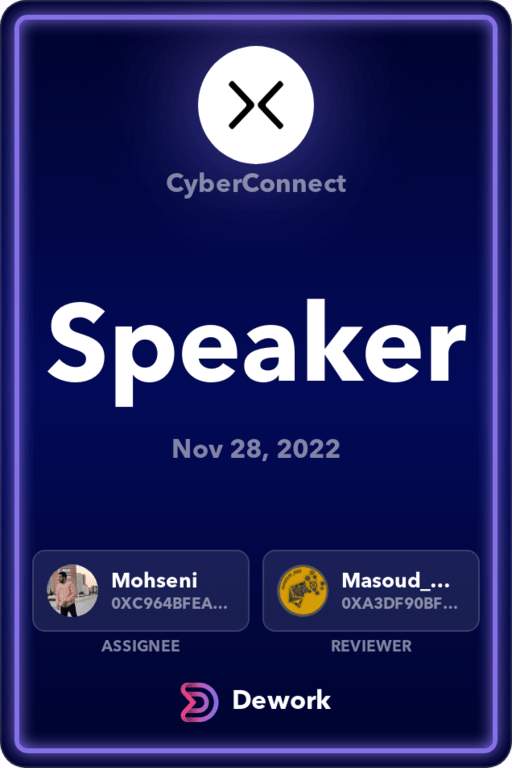 CyberConnect
Speaker
Nov 28, 2022
Mohseni
0XC964BFEA...
ASSIGNEE
Masoud_...
0XA3DF90BF...
REVIEWER
Dework